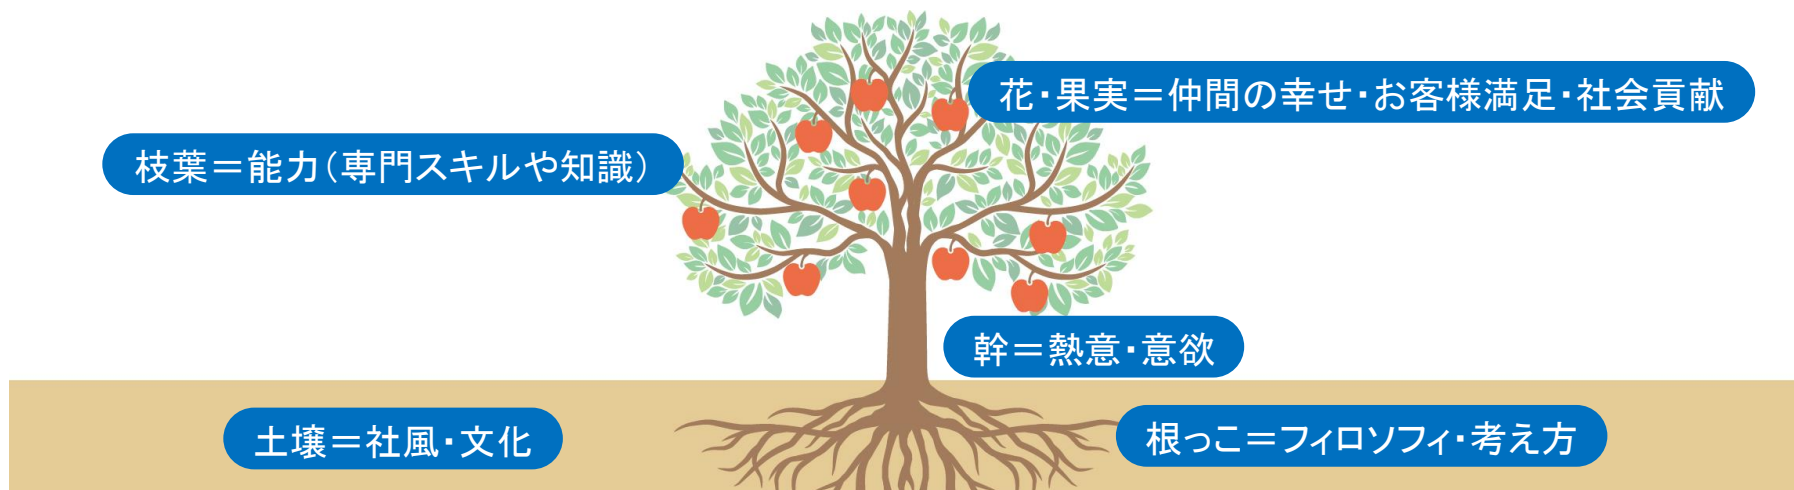 花・果実＝仲間の幸せ・お客様満足・社会貢献
枝葉＝能力（専門スキルや知識）
幹＝熱意・意欲
土壌＝社風・文化
根っこ＝フィロソフィ・考え方